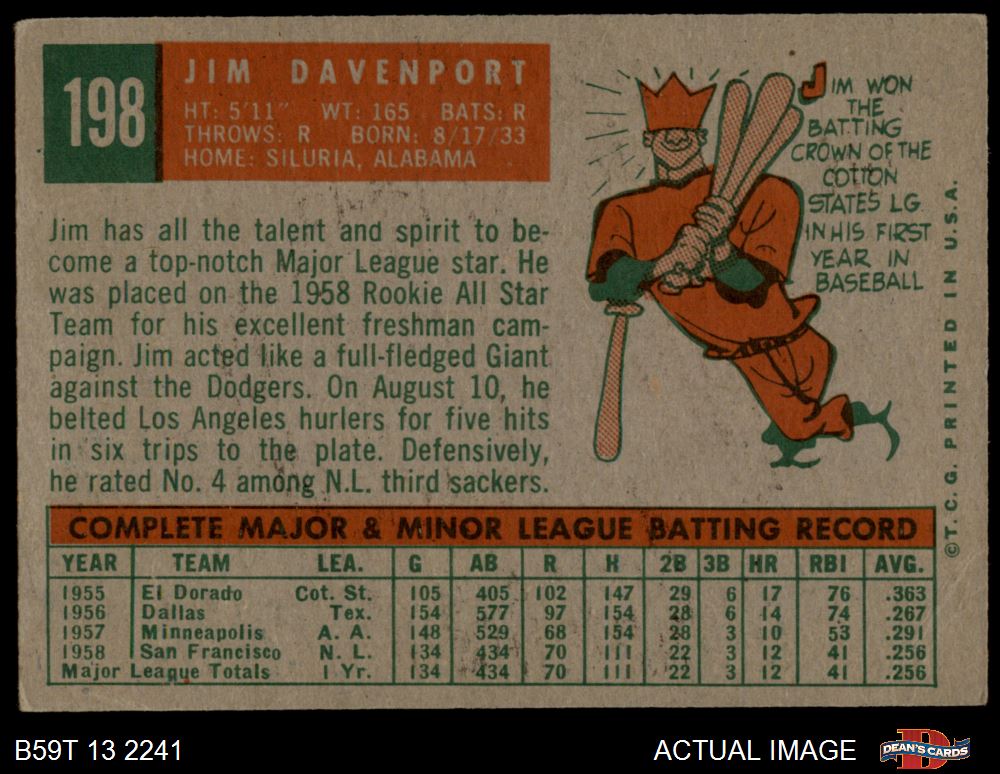 198
JIM DAVENPORT
HT: 5'11" WT: 165 BATS: R
THROWS: R BORN: 8/17/33
HOME: SILURIA, ALABAMA
Jim has all the talent and spirit to be-
come a top-notch Major League star. He
was placed on the 1958 Rookie All Star
Team for his excellent freshman cam-
paign. Jim acted like a full-fledged Giant
against the Dodgers. On August 10, he
belted Los Angeles hurlers for five hits
in six trips to the plate. Defensively,
he rated No. 4 among N.L. third sackers.
JIM WON
THE
BATTING
CROWN OF THE
COTTON
STATES LG.
IN HIS FIRST
YEAR IN
BASEBALL
© T. C. G. PRINTED IN U.S.A.
COMPLETE MAJOR & MINOR LEAGUE BATTING RECORD
YEAR TEAM LEA. G AB R H 2B 3B HR RBI AVG.
1955 El Dorado Cot. St. 105 405 102 147 29 6 17 76 .363
1956 Dallas Tex. 154 577 97 154 28 6 14 74 .267
1957 Minneapolis A. A. 148 529 68 154 28 3 10 53 .291
1958 San Francisco N. L. 134 434 70 111 22 3 12 41 .256
Major League Totals 1 Yr. 134 434 70 111 22 3 12 41 .256
B59T 13 2241
ACTUAL IMAGE
DEAN'S CARDS